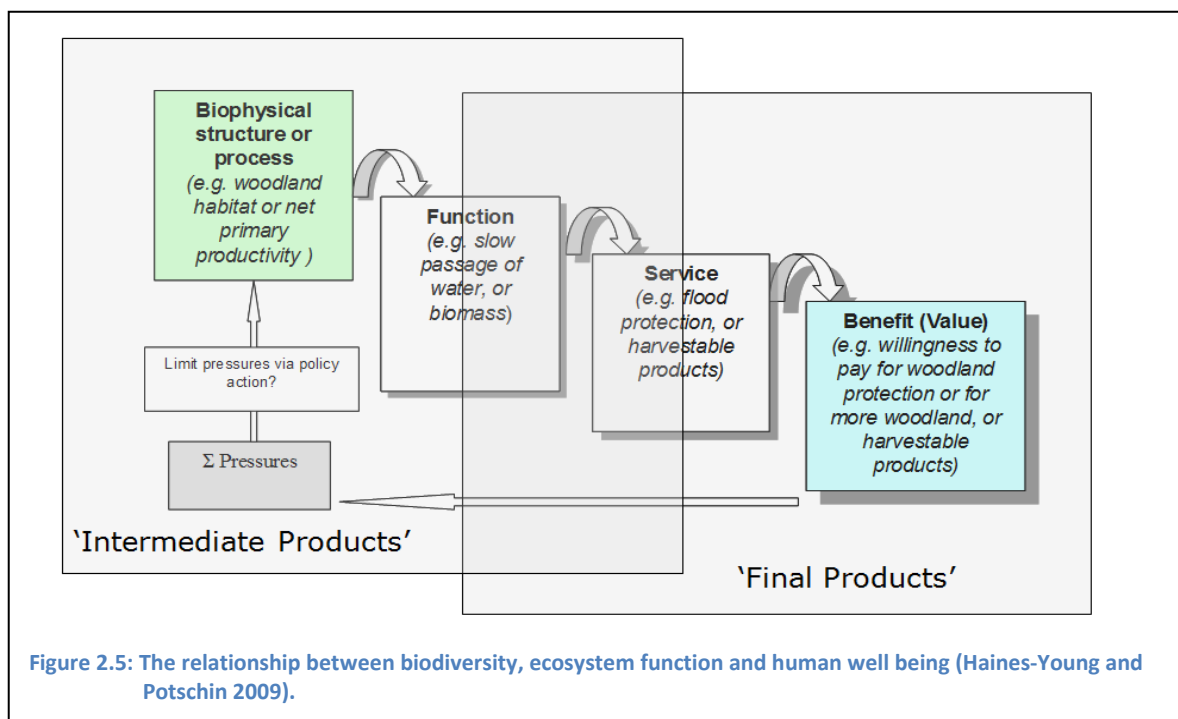 Biophysical
structure or
process
(e.g. woodland
habitat or net
primary
productivity )
Function
(e.g. slow
passage of
water, or
biomass)
Service
(e.g. flood
protection, or
harvestable
products)
Benefit (Value)
(e.g. willingness to
pay for woodland
protection or for
more woodland, or
harvestable
products)
Limit pressures via policy
action?
Σ Pressures
‘Intermediate Products’
‘Final Products’
Figure 2.5: The relationship between biodiversity, ecosystem function and human well being (Haines-Young and
Potschin 2009).